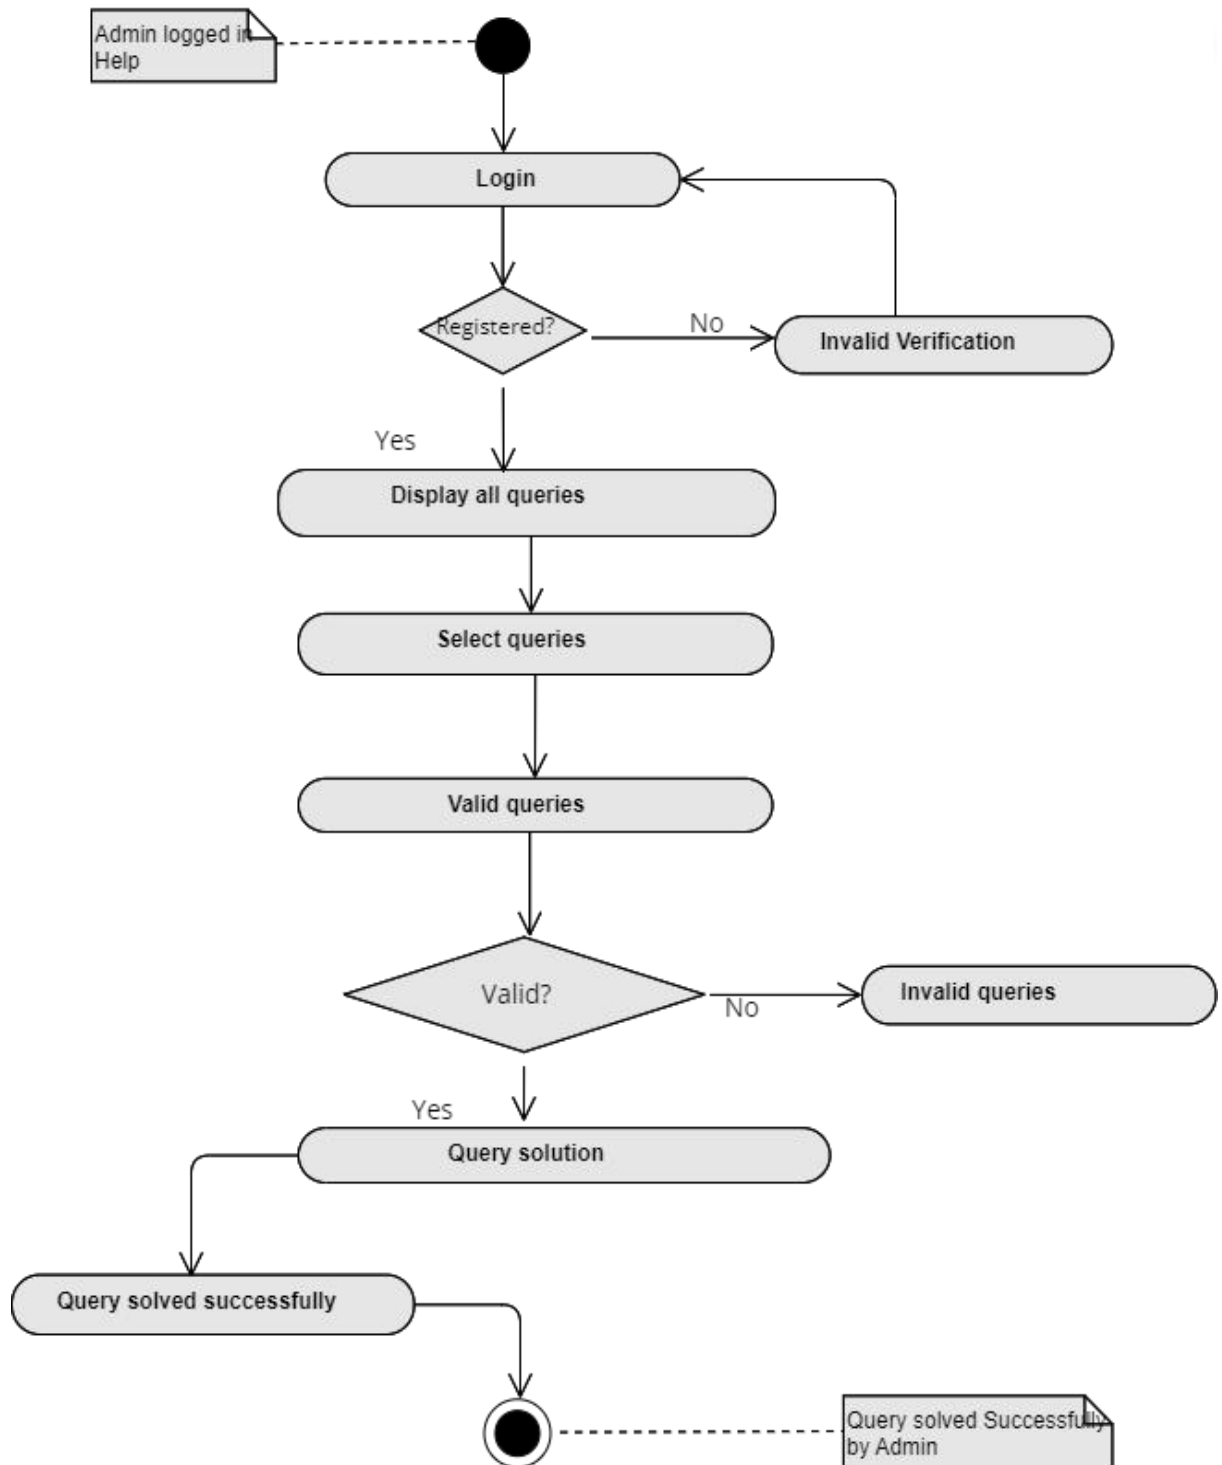 Admin logged in
Help
Login
Registered?
No
Invalid Verification
Yes
Display all queries
Select queries
Valid queries
Valid?
No
Invalid queries
Yes
Query solution
Query solved successfully
Query solved Successfully
by Admin